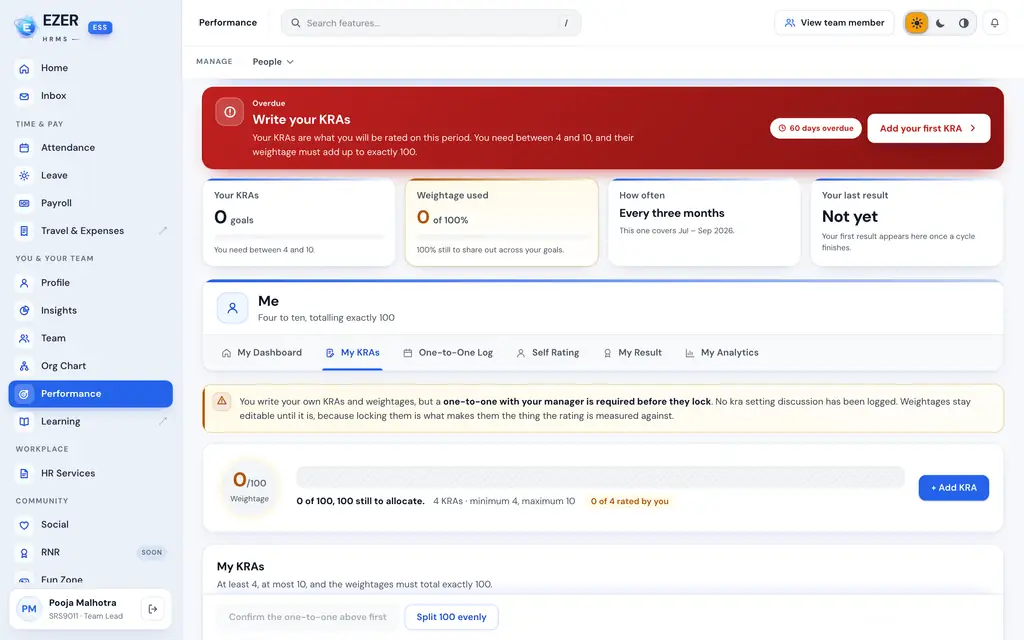 EZER
HRMS
ESS
Home
Inbox
TIME & PAY
Attendance
Leave
Payroll
Travel & Expenses
YOU & YOUR TEAM
Profile
Insights
Team
Org Chart
Performance
Learning
WORKPLACE
HR Services
COMMUNITY
Social
RNR
SOON
Fun Zone
PM
Pooja Malhotra
SRS9011 · Team Lead
Performance
Search features...
/
View team member
MANAGE
People
Overdue
Write your KRAs
Your KRAs are what you will be rated on this period. You need between 4 and 10, and their
weightage must add up to exactly 100.
60 days overdue
Add your first KRA
Your KRAs
0 goals
You need between 4 and 10.
Weightage used
0 of 100%
100% still to share out across your goals.
How often
Every three months
This one covers Jul – Sep 2026.
Your last result
Not yet
Your first result appears here once a cycle
finishes.
Me
Four to ten, totalling exactly 100
My Dashboard
My KRAs
One-to-One Log
Self Rating
My Result
My Analytics
You write your own KRAs and weightages, but a one-to-one with your manager is required before they lock. No kra setting discussion has been logged. Weightages stay
editable until it is, because locking them is what makes them the thing the rating is measured against.
0/100
Weightage
0 of 100, 100 still to allocate. 4 KRAs · minimum 4, maximum 10
0 of 4 rated by you
+ Add KRA
My KRAs
At least 4, at most 10, and the weightages must total exactly 100.
Confirm the one-to-one above first
Split 100 evenly